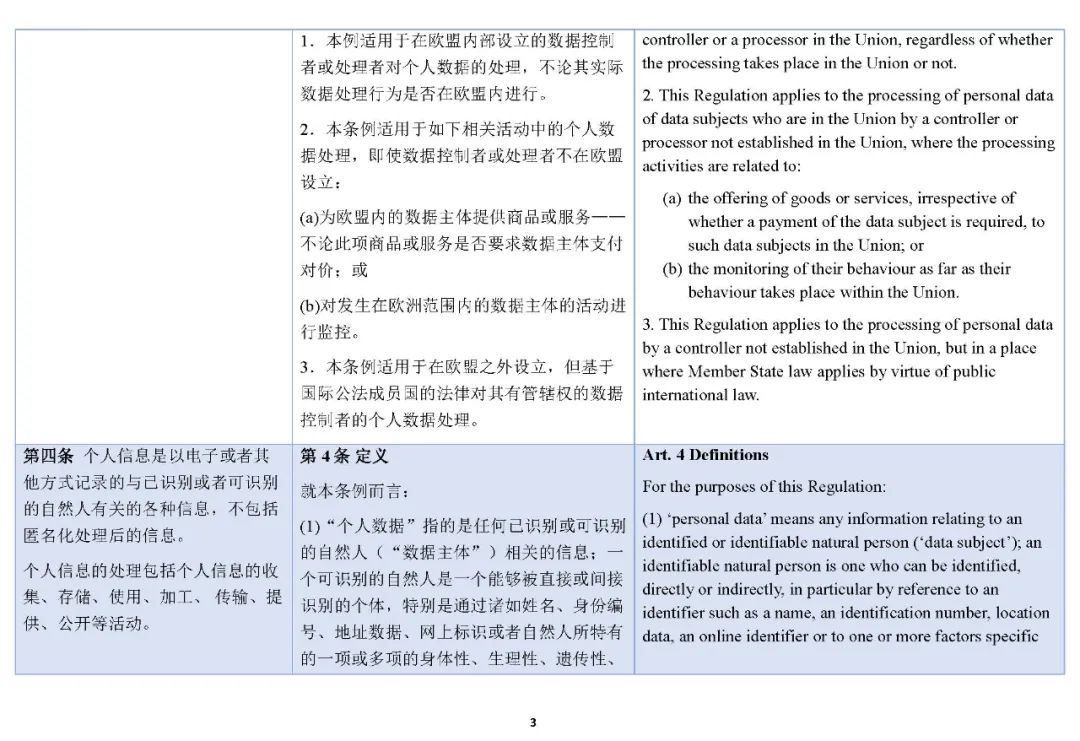 1．本例适用于在欧盟内部设立的数据控制
者或处理者对个人数据的处理，不论其实际
数据处理行为是否在欧盟内进行。
2．本条例适用于如下相关活动中的个人数
据处理，即使数据控制者或处理者不在欧盟
设立：
(a)为欧盟内的数据主体提供商品或服务——
不论此项商品或服务是否要求数据主体支付
对价；或
(b)对发生在欧洲范围内的数据主体的活动进
行监控。
3．本条例适用于在欧盟之外设立，但基于
国际公法成员国的法律对其有管辖权的数据
控制者的个人数据处理。
controller or a processor in the Union, regardless of whether
the processing takes place in the Union or not.
2. This Regulation applies to the processing of personal data
of data subjects who are in the Union by a controller or
processor not established in the Union, where the processing
activities are related to:
(a) the offering of goods or services, irrespective of
whether a payment of the data subject is required, to
such data subjects in the Union; or
(b) the monitoring of their behaviour as far as their
behaviour takes place within the Union.
3. This Regulation applies to the processing of personal data
by a controller not established in the Union, but in a place
where Member State law applies by virtue of public
international law.
第四条 个人信息是以电子或者其
他方式记录的与已识别或者可识别
的自然人有关的各种信息，不包括
匿名化处理后的信息。
个人信息的处理包括个人信息的收
集、存储、使用、加工、传输、提
供、公开等活动。
第 4 条 定义
就本条例而言：
(1)“个人数据”指的是任何已识别或可识别
的自然人（“数据主体”）相关的信息；一
个可识别的自然人是一个能够被直接或间接
识别的个体，特别是通过诸如姓名、身份编
号、地址数据、网上标识或者自然人所特有
的一项或多项的身体性、生理性、遗传性、
Art. 4 Definitions
For the purposes of this Regulation:
(1) ‘personal data’ means any information relating to an
identified or identifiable natural person (‘data subject’); an
identifiable natural person is one who can be identified,
directly or indirectly, in particular by reference to an
identifier such as a name, an identification number, location
data, an online identifier or to one or more factors specific
3